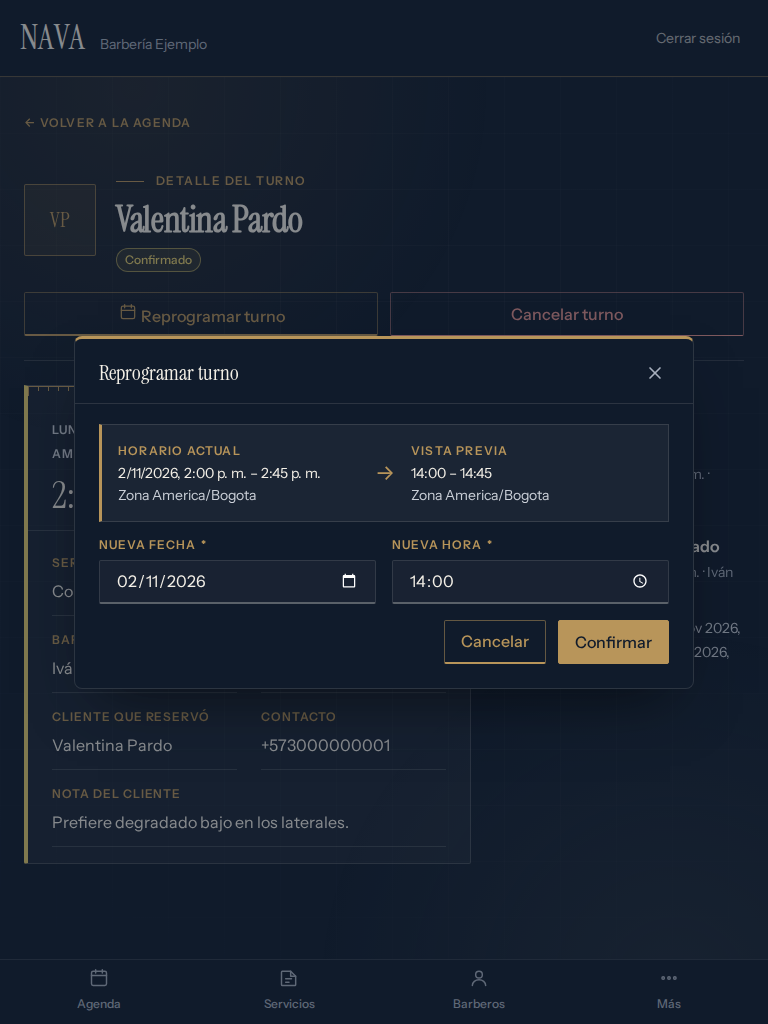 NAVA Barbería Ejemplo
Cerrar sesión
← VOLVER A LA AGENDA
DETALLE DEL TURNO
VP
Valentina Pardo
Confirmado
Reprogramar turno
Cancelar turno
Reprogramar turno
HORARIO ACTUAL
2/11/2026, 2:00 p. m. – 2:45 p. m.
Zona America/Bogota
→
VISTA PREVIA
14:00 – 14:45
Zona America/Bogota
NUEVA FECHA *
02/11/2026
NUEVA HORA *
14:00
Cancelar
Confirmar
CLIENTE QUE RESERVÓ
Valentina Pardo
CONTACTO
+573000000001
NOTA DEL CLIENTE
Prefiere degradado bajo en los laterales.
· Iván
2026,
2026,
Agenda
Servicios
Barberos
Más